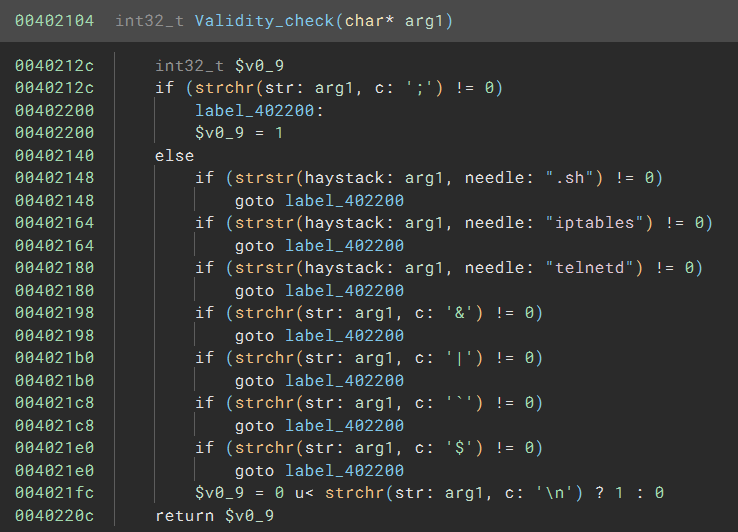 00402104 int32_t Validity_check(char* arg1)
0040212c int32_t $v0_9
0040212c if (strchr(str: arg1, c: ';') != 0)
00402200 label_402200:
00402200 $v0_9 = 1
00402140 else
00402148 if (strstr(haystack: arg1, needle: ".sh") != 0)
00402148 goto label_402200
00402164 if (strstr(haystack: arg1, needle: "iptables") != 0)
00402164 goto label_402200
00402180 if (strstr(haystack: arg1, needle: "telnetd") != 0)
00402180 goto label_402200
00402198 if (strchr(str: arg1, c: '&') != 0)
00402198 goto label_402200
004021b0 if (strchr(str: arg1, c: '|') != 0)
004021b0 goto label_402200
004021c8 if (strchr(str: arg1, c: '`') != 0)
004021c8 goto label_402200
004021e0 if (strchr(str: arg1, c: '$') != 0)
004021e0 goto label_402200
004021fc $v0_9 = 0 u< strchr(str: arg1, c: '\n') ? 1 : 0
0040220c return $v0_9